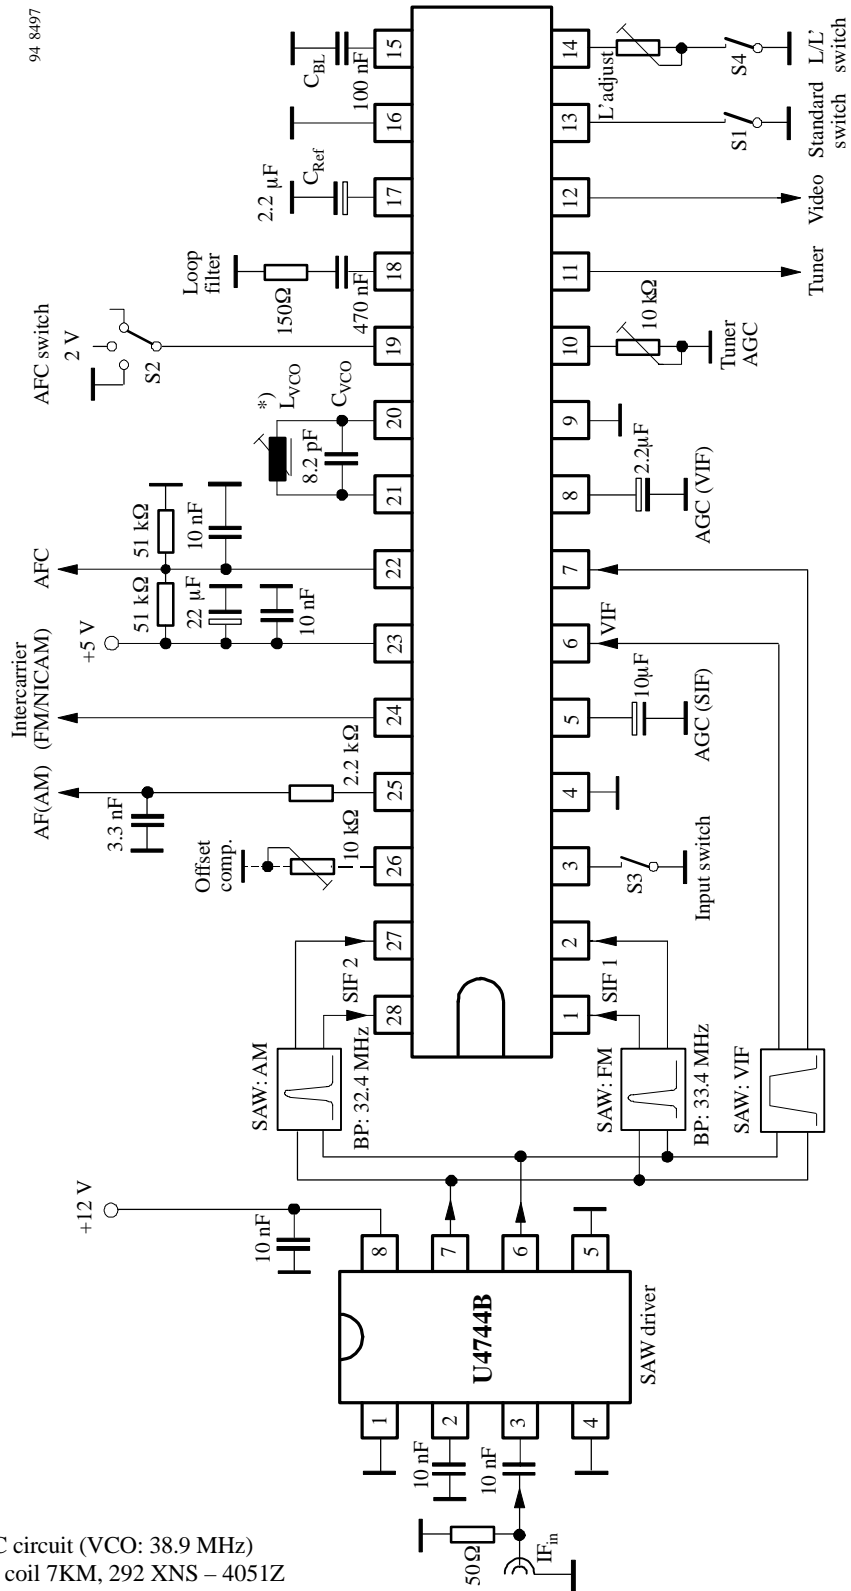 94 8497
AFC switch
2 V
S2
Loop
filter
150Ω
470 nF
2.2 µF
CRef
CBL
100 nF
*)
LVCO
CVCO
8.2 pF
AFC
51 kΩ
10 nF
51 kΩ
22 µF
10 nF
+5 V
Intercarrier
(FM/NICAM)
AF(AM)
3.3 nF
2.2 kΩ
Offset
comp.
10 kΩ
28
27
26
25
24
23
22
21
20
19
18
17
16
15
1
2
3
4
5
6
7
8
9
10
11
12
13
14
SIF 2
SIF 1
S3
Input switch
10µF
AGC (SIF)
VIF
2.2µF
AGC (VIF)
10 kΩ
Tuner
AGC
Tuner
Video
S1
Standard
switch
L'adjust
S4
L/L'
switch
SAW: AM
BP: 32.4 MHz
SAW: FM
BP: 33.4 MHz
SAW: VIF
+12 V
10 nF
8
7
6
5
U4744B
1
2
3
4
SAW driver
10 nF
10 nF
50Ω
IFin
C circuit (VCO: 38.9 MHz)
coil 7KM, 292 XNS – 4051Z